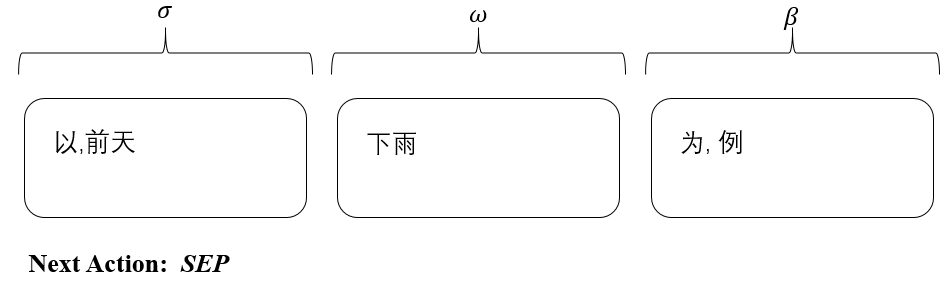 σ ω β
以,前天 下雨 为, 例
Next Action: SEP